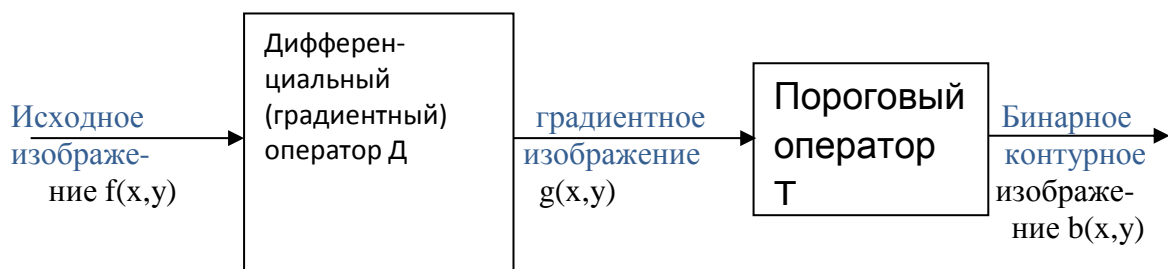 Исходное
изображе-
ние f(x,y)
Дифферен-
циальный
(градиентный)
оператор Д
градиентное
изображение
g(x,y)
Пороговый
оператор
Т
Бинарное
контурное
изображе-
ние b(x,y)